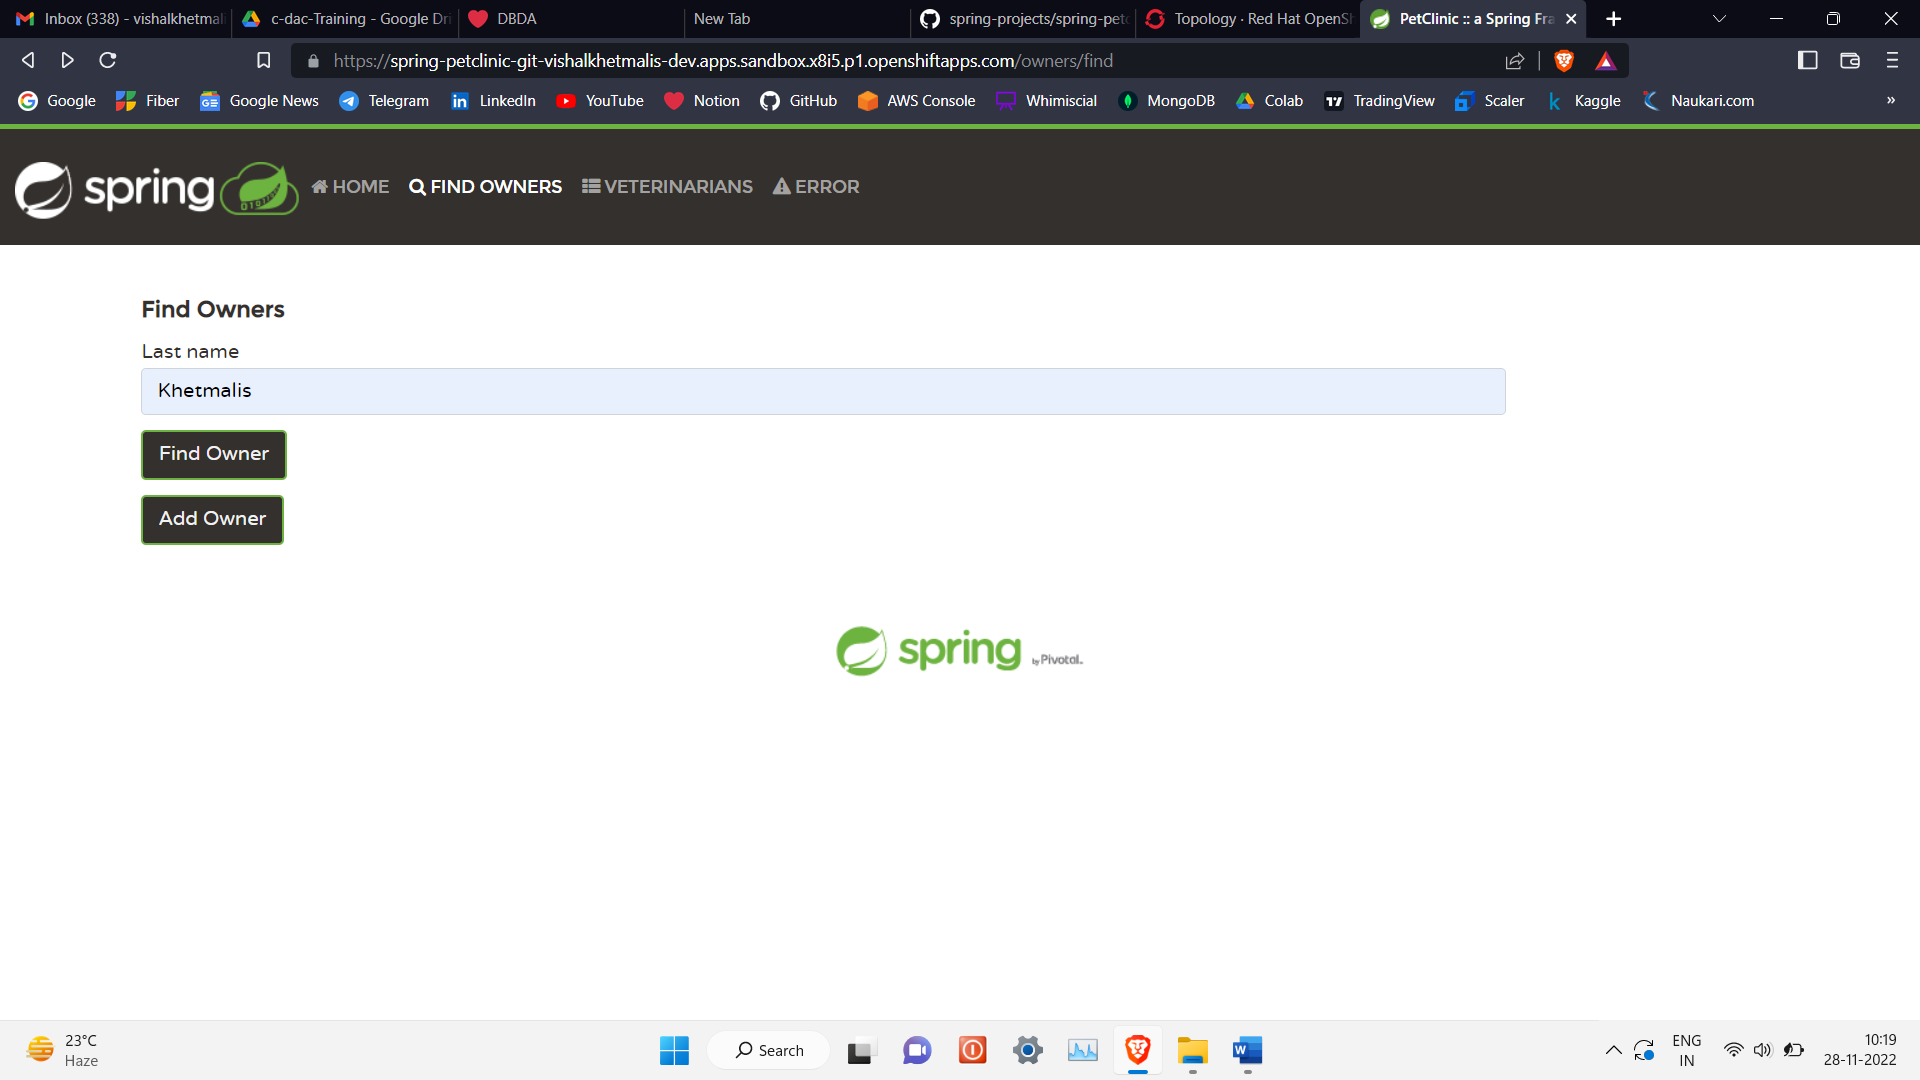 Inbox (338) - vishalkhetmali
c-dac-Training - Google Dri
DBDA
New Tab
spring-projects/spring-petc
Topology · Red Hat OpenSh
PetClinic :: a Spring Fra
https://spring-petclinic-git-vishalkhetmalis-dev.apps.sandbox.x8i5.p1.openshiftapps.com/owners/find
Google Fiber Google News Telegram LinkedIn YouTube Notion GitHub AWS Console Whimiscial MongoDB Colab TradingView Scaler Kaggle Naukari.com »
spring HOME FIND OWNERS VETERINARIANS ERROR
Find Owners
Last name
Khetmalis
Find Owner
Add Owner
spring by Pivotal.
23°C
Haze
Search
ENG
IN
10:19
28-11-2022